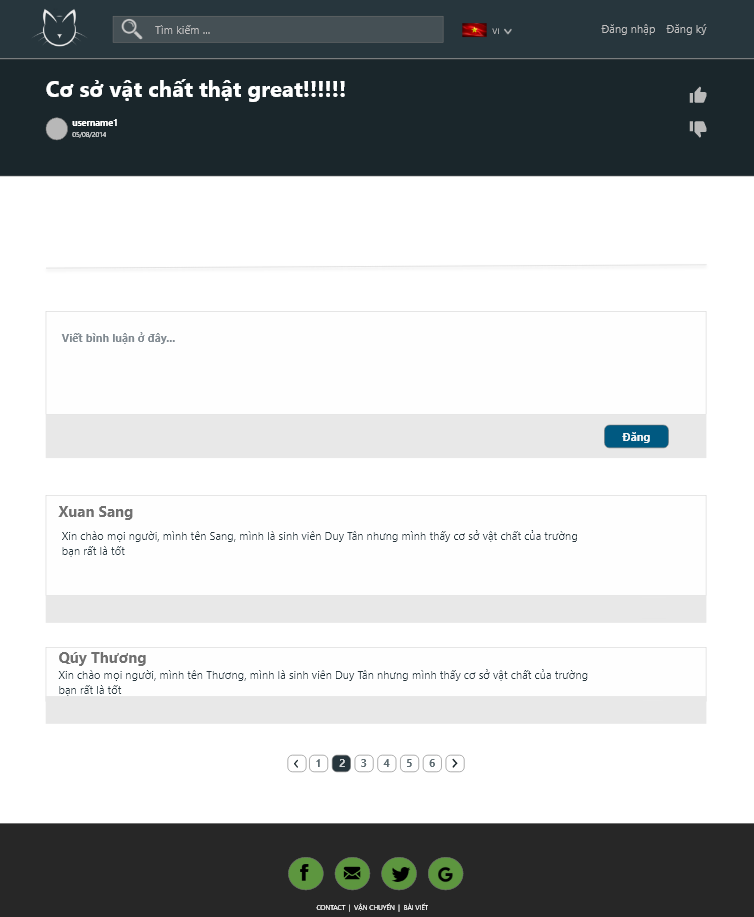 Tìm kiếm ...
VI
Đăng nhập
Đăng ký
Cơ sở vật chất thật great!!!!!!
username1
05/08/2014
Viết bình luận ở đây...
Đăng
Xuan Sang
Xin chào mọi người, mình tên Sang, mình là sinh viên Duy Tân nhưng mình thấy cơ sở vật chất của trường
bạn rất là tốt
Qúy Thương
Xin chào mọi người, mình tên Thương, mình là sinh viên Duy Tân nhưng mình thấy cơ sở vật chất của trường
bạn rất là tốt
1 2 3 4 5 6
CONTACT | VẬN CHUYỂN | BÀI VIẾT